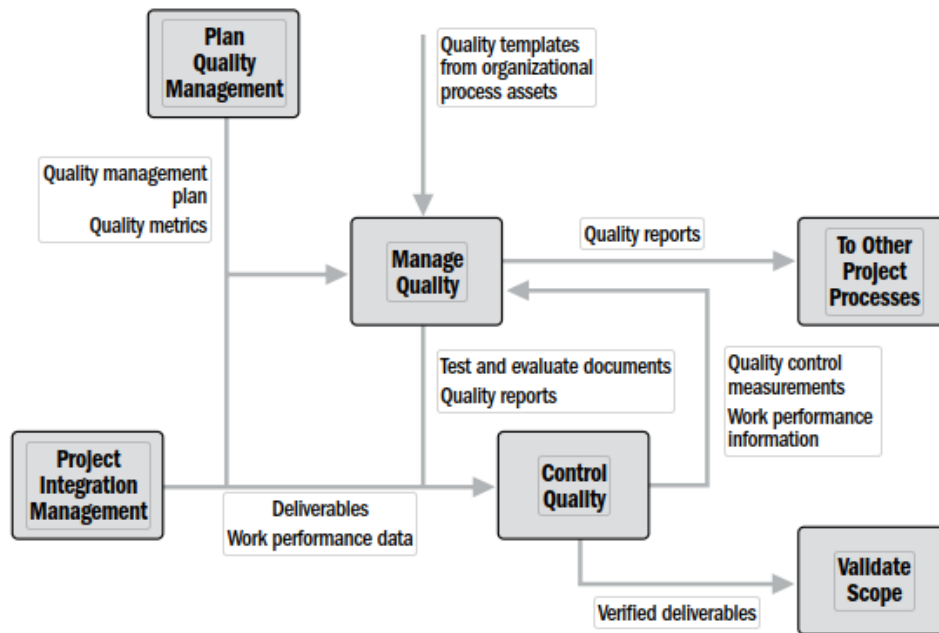 Plan
Quality
Management
Quality templates
from organizational
process assets
Quality management
plan
Quality metrics
Manage
Quality
Quality reports
To Other
Project
Processes
Test and evaluate documents
Quality reports
Quality control
measurements
Work performance
information
Project
Integration
Management
Deliverables
Work performance data
Control
Quality
Verified deliverables
Validate
Scope